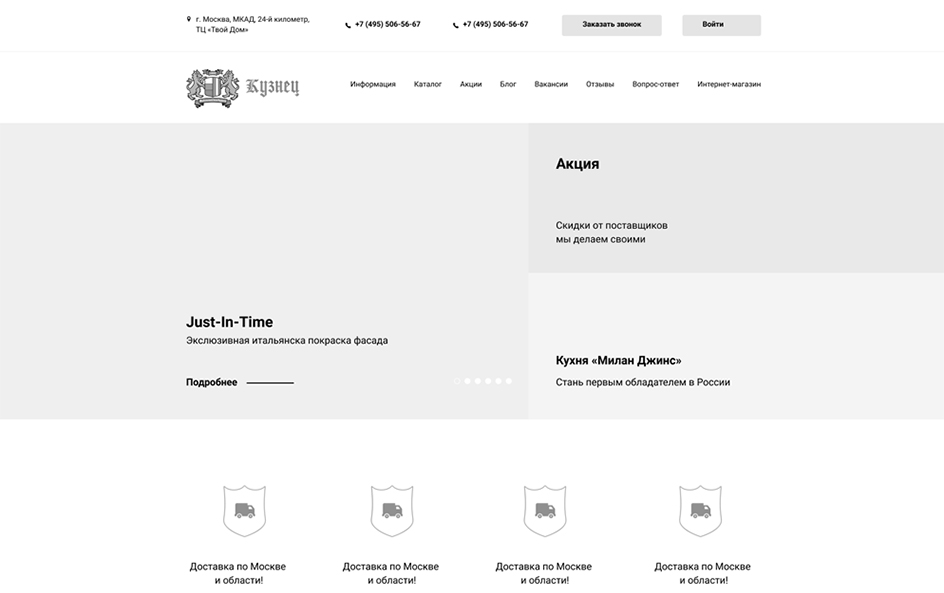 г. Москва, МКАД, 24-й километр,
ТЦ «Твой Дом»
+7 (495) 506-56-67
+7 (495) 506-56-67
Заказать звонок
Войти
Кузнец
Информация
Каталог
Акции
Блог
Вакансии
Отзывы
Вопрос-ответ
Интернет-магазин
Just-In-Time
Экслюзивная итальянска покраска фасада
Подробнее
Акция
Скидки от поставщиков
мы делаем своими
Кухня «Милан Джинс»
Стань первым обладателем в России
Доставка по Москве
и области!
Доставка по Москве
и области!
Доставка по Москве
и области!
Доставка по Москве
и области!